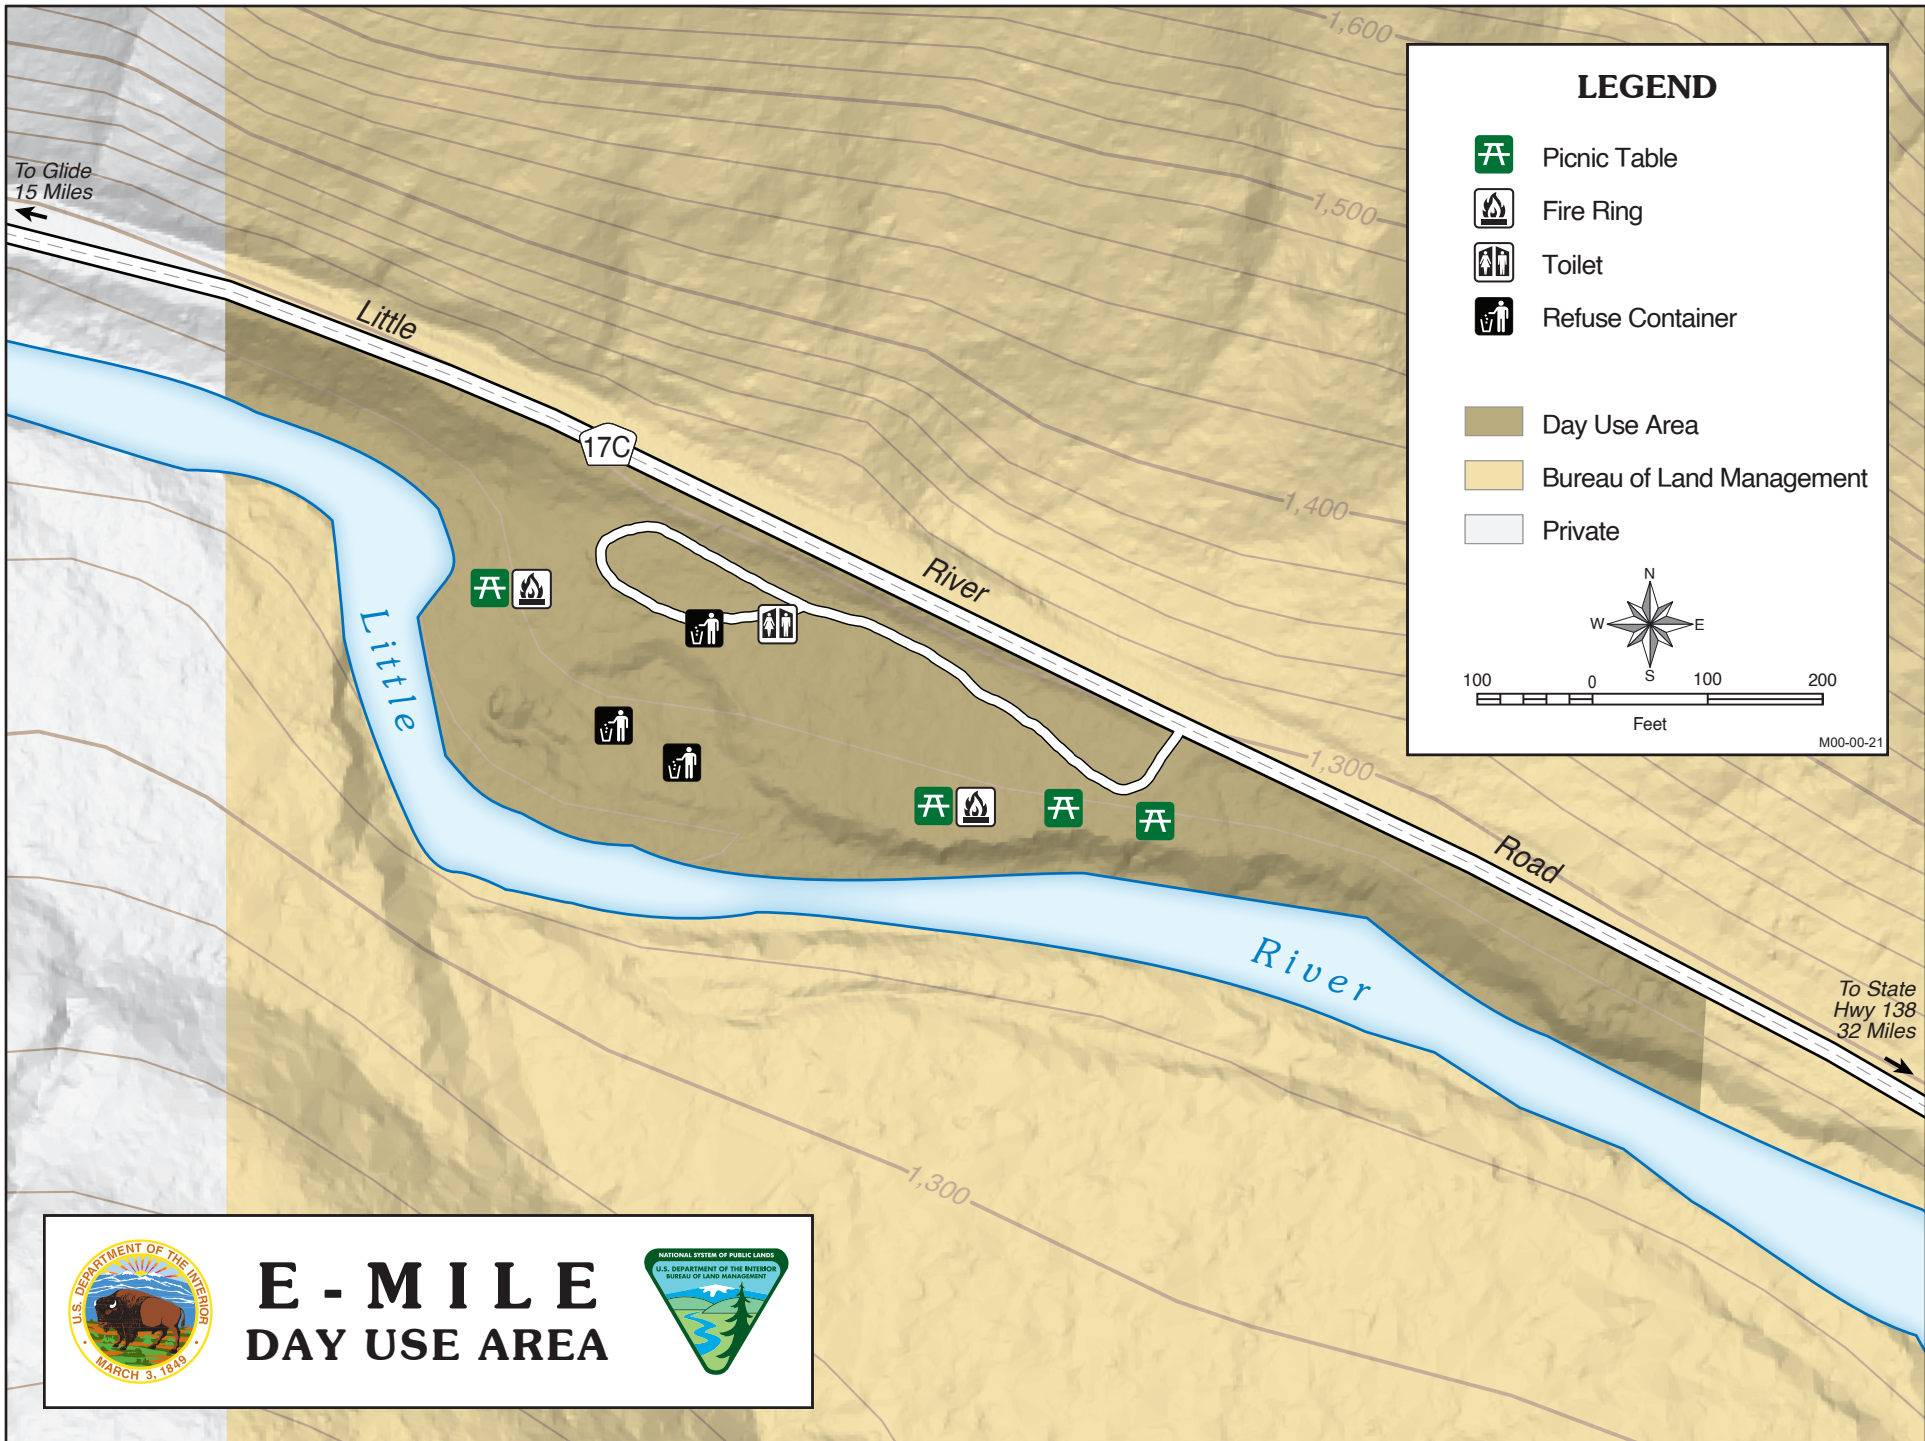 1,600
LEGEND
Picnic Table
Fire Ring
Toilet
Refuse Container
Day Use Area
Bureau of Land Management
Private
N
W
E
S
100 0 100 200
Feet
M00-00-21
To Glide
15 Miles
1,500
Little
17C
1,400
River
Little
1,300
Road
River
To State
Hwy 138
32 Miles
1,300
U.S. DEPARTMENT OF THE INTERIOR
MARCH 3, 1849
E-MILE
DAY USE AREA
NATIONAL SYSTEM OF PUBLIC LANDS
U.S. DEPARTMENT OF THE INTERIOR
BUREAU OF LAND MANAGEMENT